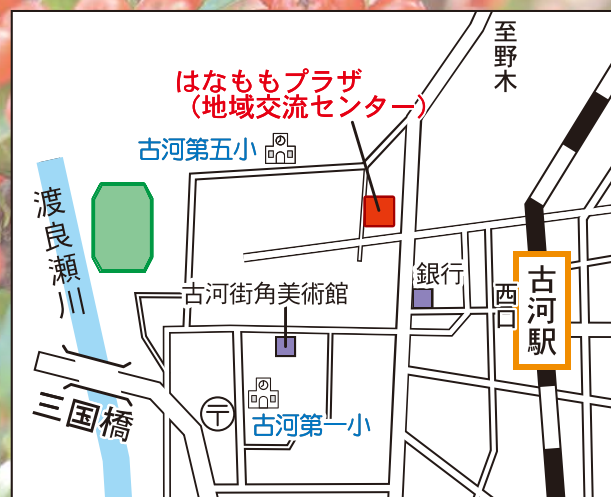 至野木
はなももプラザ
（地域交流センター）
古河第五小
渡良瀬川
銀行
西口
古河駅
古河街角美術館
三国橋
〒
古河第一小